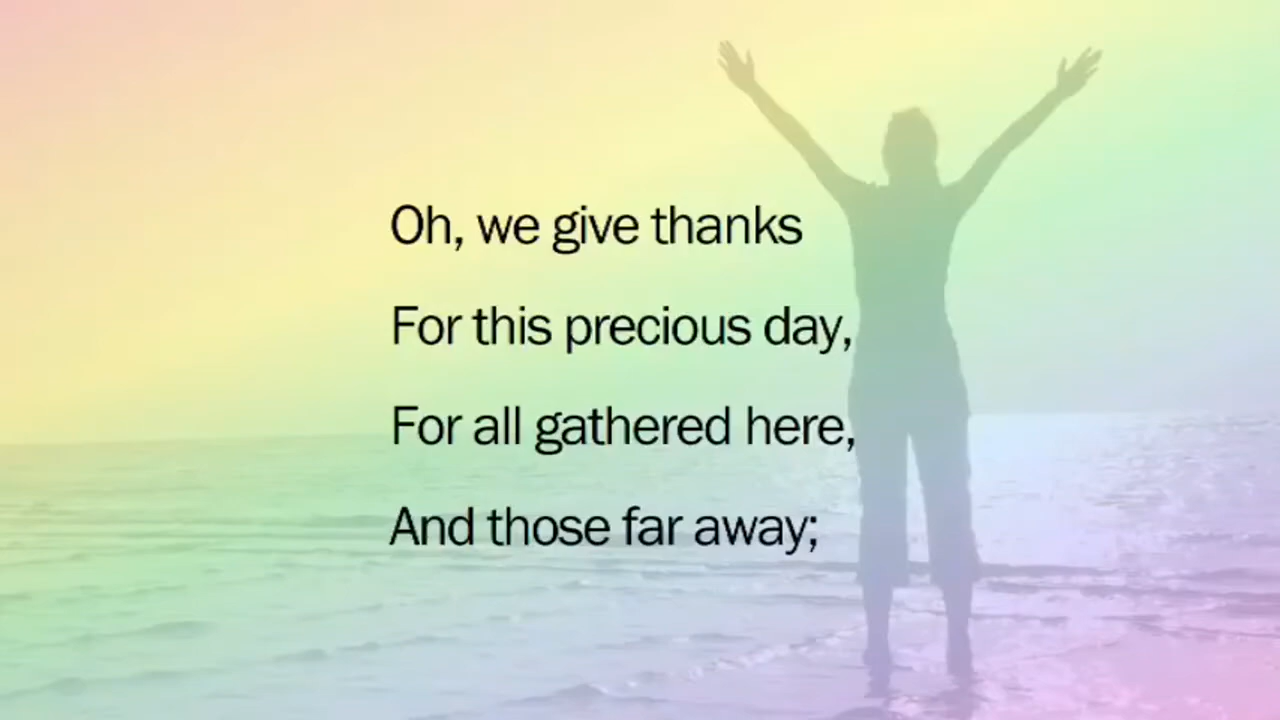 Oh, we give thanks
For this precious day,
For all gathered here,
And those far away;